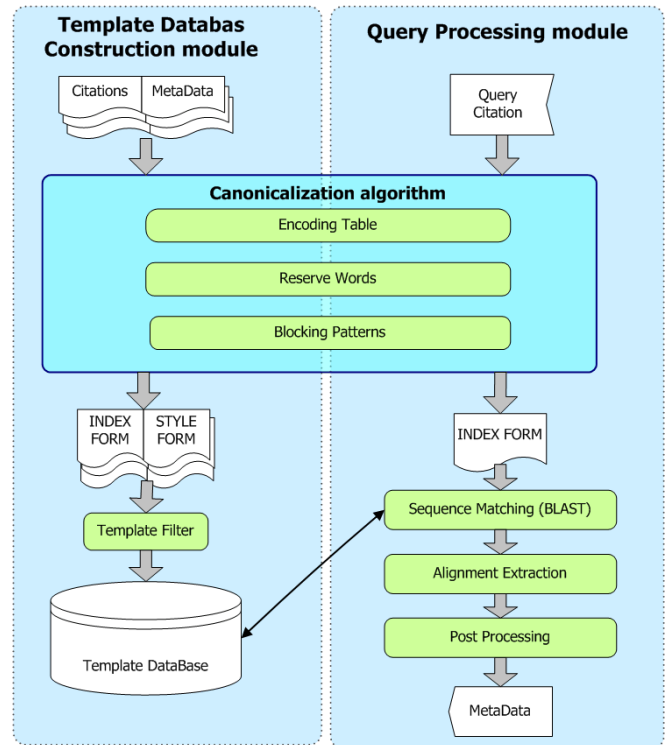 Template Databas
Construction module
Query Processing module
Citations
MetaData
Query
Citation
Canonicalization algorithm
Encoding Table
Reserve Words
Blocking Patterns
INDEX
FORM
STYLE
FORM
INDEX FORM
Template Filter
Sequence Matching (BLAST)
Alignment Extraction
Template DataBase
Post Processing
MetaData